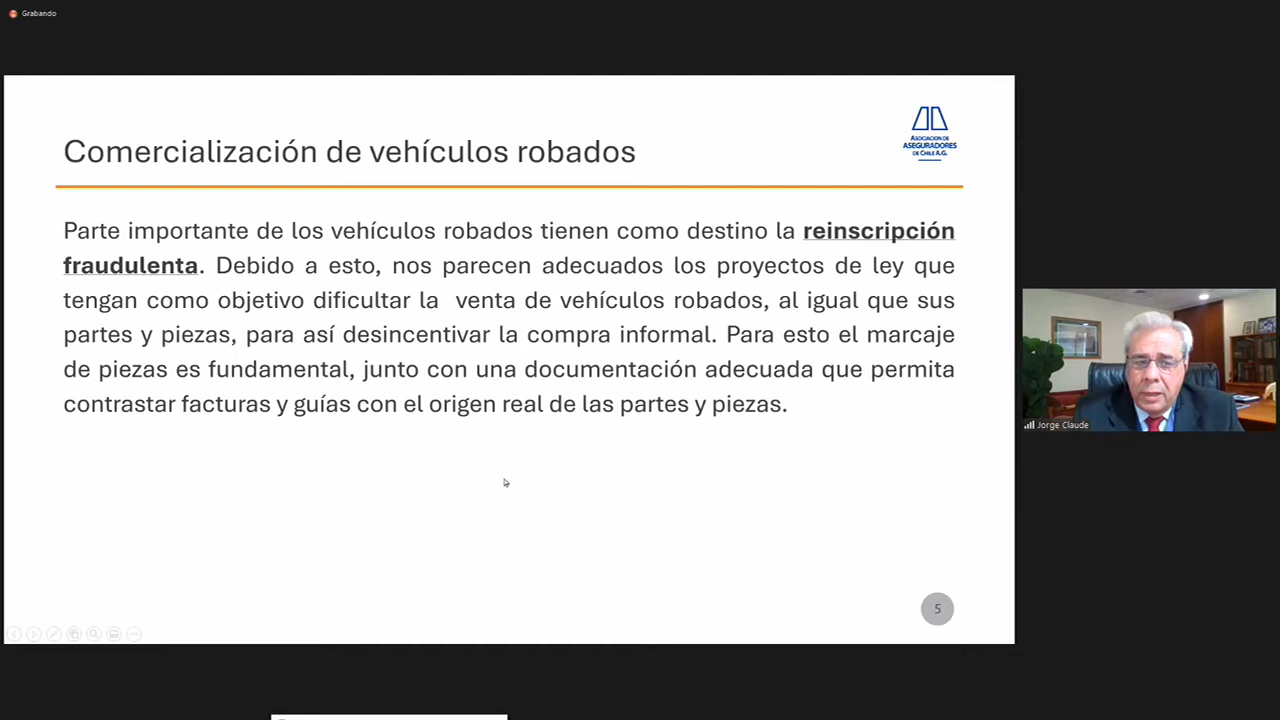 Grabando
Comercialización de vehículos robados
ASOCIACION DE
ASEGURADORES
DE CHILE A.G.
Parte importante de los vehículos robados tienen como destino la reinscripción
fraudulenta. Debido a esto, nos parecen adecuados los proyectos de ley que
tengan como objetivo dificultar la venta de vehículos robados, al igual que sus
partes y piezas, para así desincentivar la compra informal. Para esto el marcaje
de piezas es fundamental, junto con una documentación adecuada que permita
contrastar facturas y guías con el origen real de las partes y piezas.
5
Jorge Claude